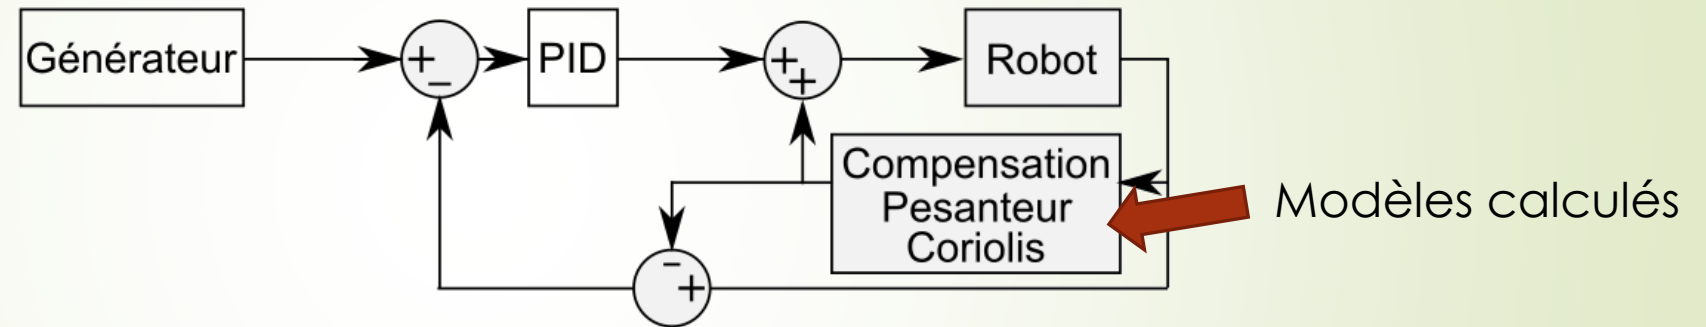 Générateur
+
−
PID
+
+
Robot
Compensation
Pesanteur
Coriolis
Modèles calculés
−
+